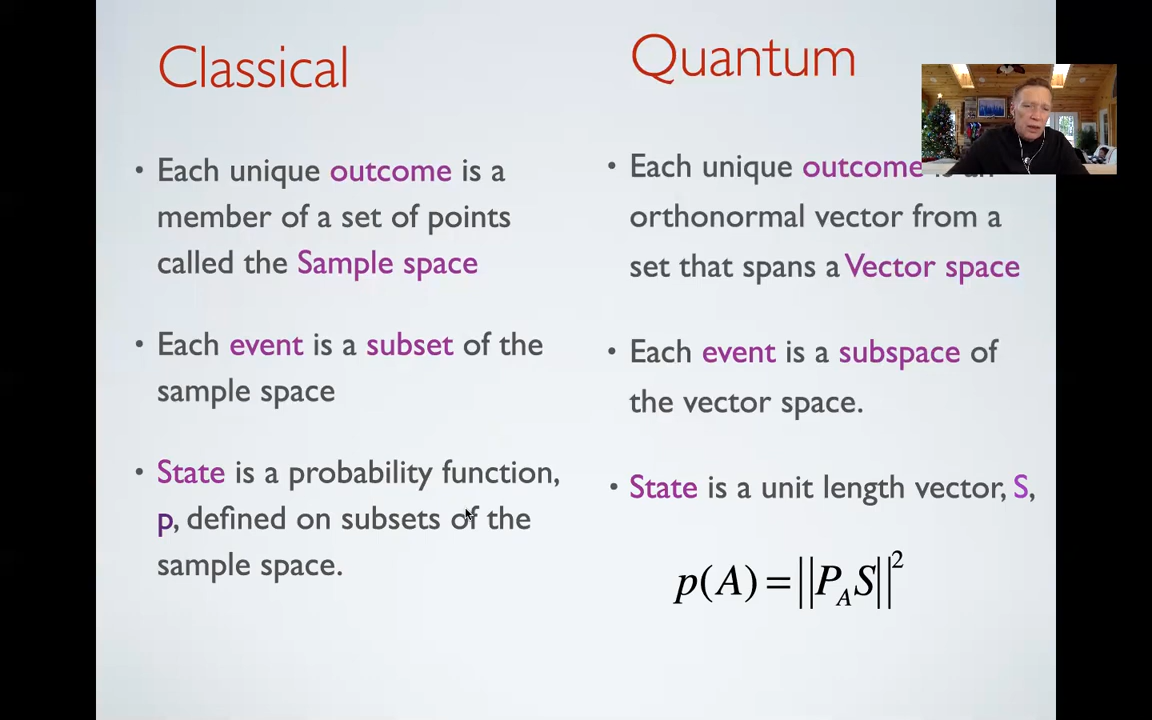 Classical
• Each unique outcome is a
member of a set of points
called the Sample space
• Each event is a subset of the
sample space
• State is a probability function,
p, defined on subsets of the
sample space.
Quantum
• Each unique outcome
orthonormal vector from a
set that spans a Vector space
• Each event is a subspace of
the vector space.
• State is a unit length vector, S,
p(A) = ||P_A S||²